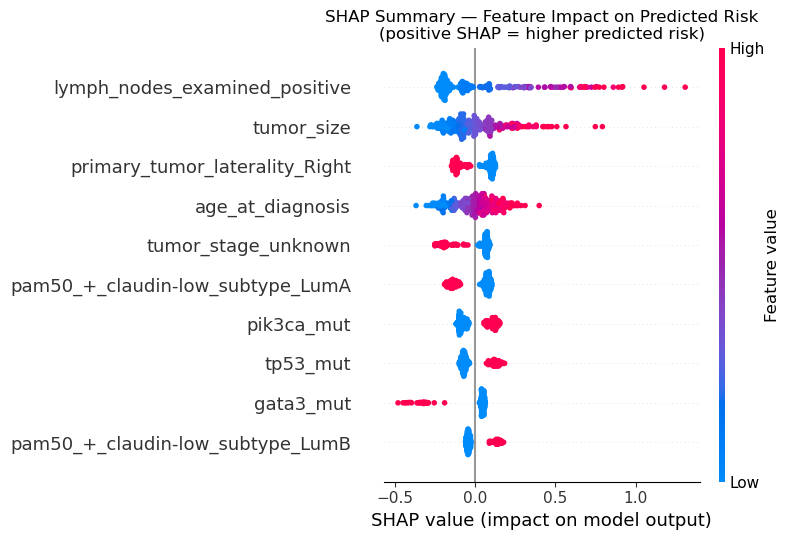 SHAP Summary — Feature Impact on Predicted Risk
(positive SHAP = higher predicted risk)
High
lymph_nodes_examined_positive
tumor_size
primary_tumor_laterality_Right
age_at_diagnosis
tumor_stage_unknown
pam50_+_claudin-low_subtype_LumA
pik3ca_mut
tp53_mut
gata3_mut
pam50_+_claudin-low_subtype_LumB
Feature value
Low
−0.5 0.0 0.5 1.0
SHAP value (impact on model output)